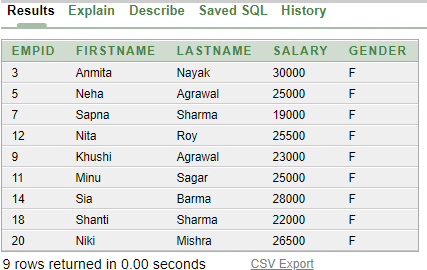 Results Explain Describe Saved SQL History
EMPID FIRSTNAME LASTNAME SALARY GENDER
3 Anmita Nayak 30000 F
5 Neha Agrawal 25000 F
7 Sapna Sharma 19000 F
12 Nita Roy 25500 F
9 Khushi Agrawal 23000 F
11 Minu Sagar 25000 F
14 Sia Barma 28000 F
18 Shanti Sharma 22000 F
20 Niki Mishra 26500 F
9 rows returned in 0.00 seconds CSV Export